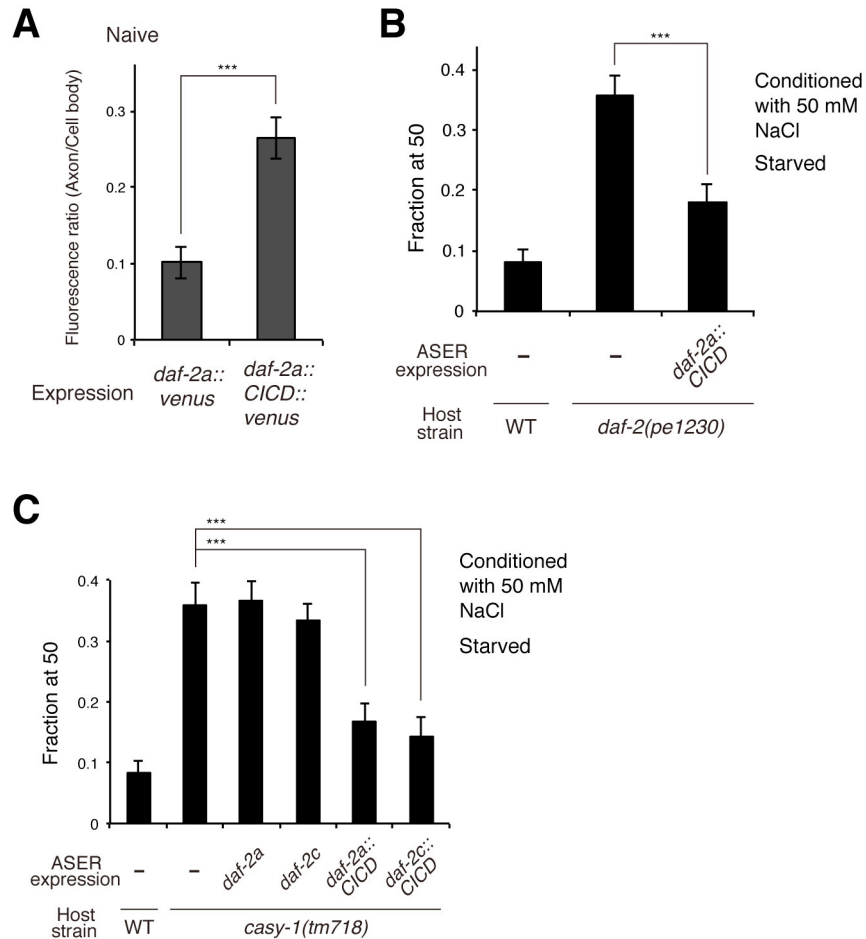 A
Naive
Fluorescence ratio (Axon/Cell body)
***
0.3
0.2
0.1
0
Expression
daf-2a::
venus
daf-2a::
CICD::
venus
B
Fraction at 50
***
0.4
0.3
0.2
0.1
0
Conditioned
with 50 mM
NaCl
Starved
ASER
expression
–
–
daf-2a::
CICD
Host
strain
WT
daf-2(pe1230)
C
Fraction at 50
***
***
0.4
0.3
0.2
0.1
0
Conditioned
with 50 mM
NaCl
Starved
ASER
expression
–
–
daf-2a
daf-2c
daf-2a::
CICD
daf-2c::
CICD
Host
strain
WT
casy-1(tm718)